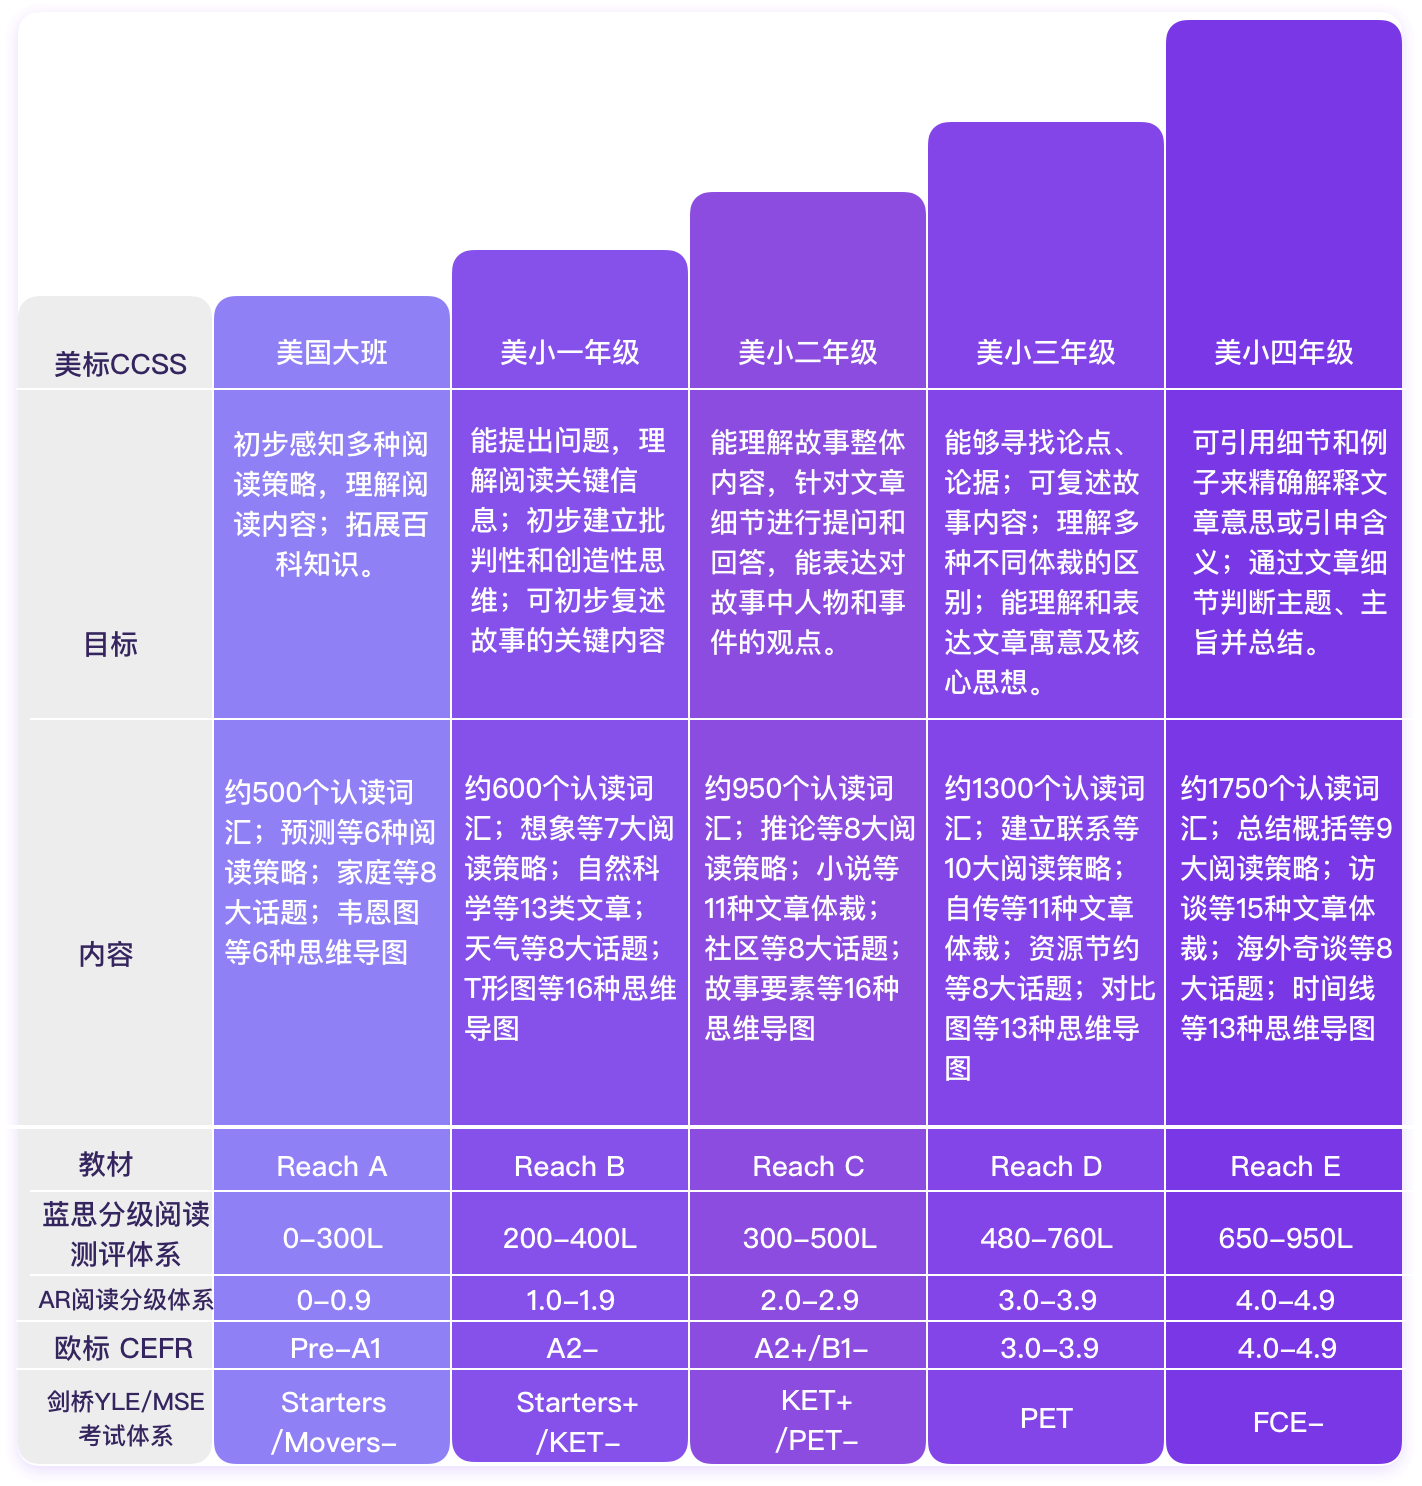 美标CCSS
美国大班
美小一年级
美小二年级
美小三年级
美小四年级
目标
初步感知多种阅
读策略，理解阅
读内容；拓展百
科知识。
能提出问题，理
解阅读关键信
息；初步建立批
判性和创造性思
维；可初步复述
故事的关键内容
能理解故事整体
内容，针对文章
细节进行提问和
回答，能表达对
故事中人物和事
件的观点。
能够寻找论点、
论据；可复述故
事内容；理解多
种不同体裁的区
别；能理解和表
达文章寓意及核
心思想。
可引用细节和例
子来精确解释文
章意思或引申含
义；通过文章细
节判断主题、主
旨并总结。
内容
约500个认读词
汇；预测等6种阅
读策略；家庭等8
大话题；韦恩图
等6种思维导图
约600个认读词
汇；想象等7大阅
读策略；自然科
学等13类文章；
天气等8大话题；
T形图等16种思维
导图
约950个认读词
汇；推论等8大阅
读策略；小说等
11种文章体裁；
社区等8大话题；
故事要素等16种
思维导图
约1300个认读词
汇；建立联系等
10大阅读策略；
自传等11种文章
体裁；资源节约
等8大话题；对比
图等13种思维导
图
约1750个认读词
汇；总结概括等9
大阅读策略；访
谈等15种文章体
裁；海外奇谈等8
大话题；时间线
等13种思维导图
教材
Reach A
Reach B
Reach C
Reach D
Reach E
蓝思分级阅读
测评体系
0-300L
200-400L
300-500L
480-760L
650-950L
AR阅读分级体系
0-0.9
1.0-1.9
2.0-2.9
3.0-3.9
4.0-4.9
欧标 CEFR
Pre-A1
A2-
A2+/B1-
3.0-3.9
4.0-4.9
剑桥YLE/MSE
考试体系
Starters
/Movers-
Starters+
/KET-
KET+
/PET-
PET
FCE-